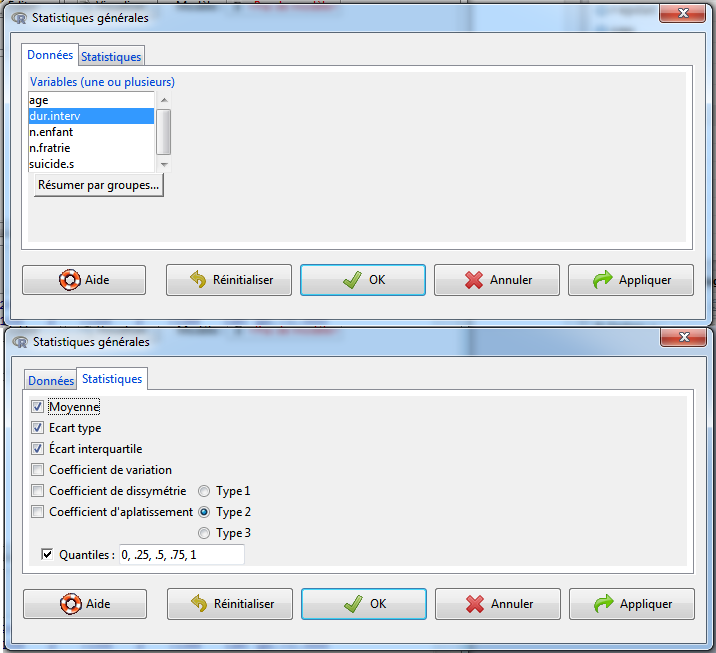 Statistiques générales
Données
Statistiques
Variables (une ou plusieurs)
age
dur.interv
n.enfant
n.fratrie
suicide.s
Résumer par groupes...
Aide
Réinitialiser
OK
Annuler
Appliquer
Statistiques générales
Données
Statistiques
Moyenne
Ecart type
Écart interquartile
Coefficient de variation
Coefficient de dissymétrie
Type 1
Coefficient d'aplatissement
Type 2
Type 3
Quantiles : 0, .25, .5, .75, 1
Aide
Réinitialiser
OK
Annuler
Appliquer